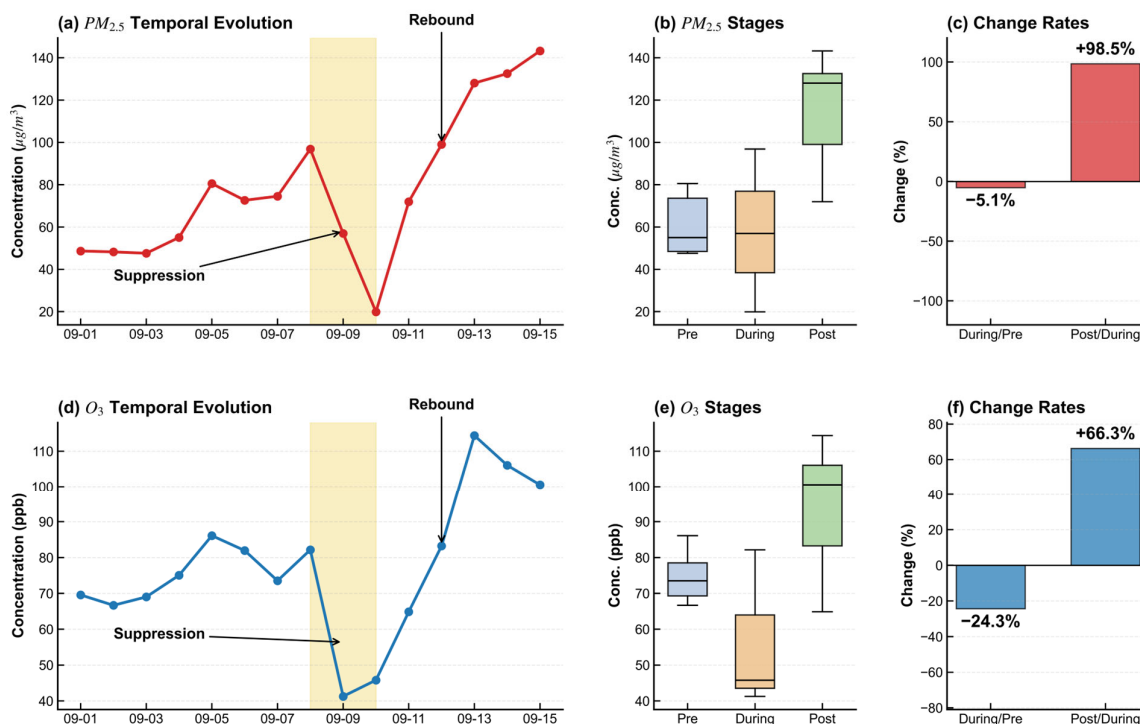 (a) PM2.5 Temporal Evolution
Rebound
Concentration (μg/m³)
140
120
100
80
60
40
20
Suppression
09-01
09-03
09-05
09-07
09-09
09-11
09-13
09-15
(b) PM2.5 Stages
Conc. (μg/m³)
140
120
100
80
60
40
20
Pre
During
Post
(c) Change Rates
+98.5%
Change (%)
100
50
0
−50
−100
−5.1%
During/Pre
Post/During
(d) O3 Temporal Evolution
Rebound
Concentration (ppb)
110
100
90
80
70
60
50
40
Suppression
09-01
09-03
09-05
09-07
09-09
09-11
09-13
09-15
(e) O3 Stages
Conc. (ppb)
110
100
90
80
70
60
50
40
Pre
During
Post
(f) Change Rates
+66.3%
Change (%)
80
60
40
20
0
−20
−40
−60
−80
−24.3%
During/Pre
Post/During